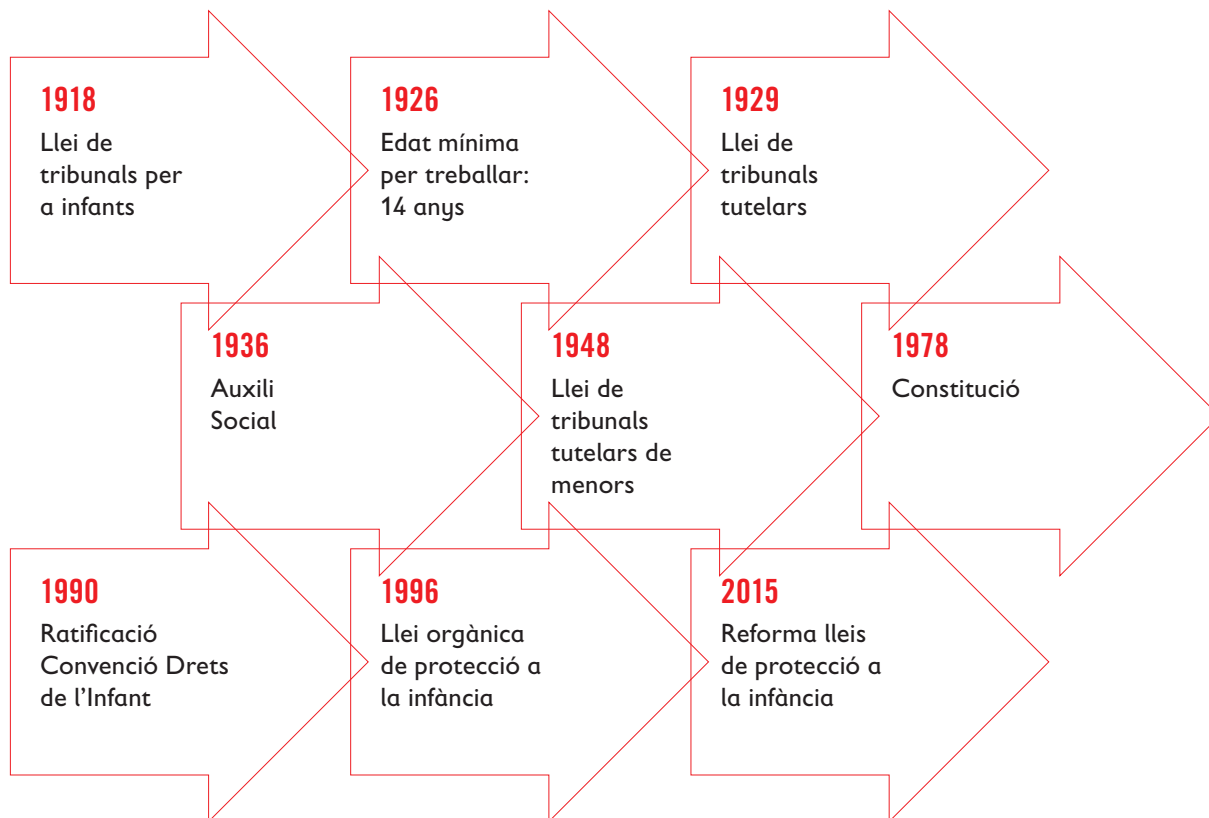 1918
Llei de
tribunals per
a infants
1926
Edat mínima
per treballar:
14 anys
1929
Llei de
tribunals
tutelars
1936
Auxili
Social
1948
Llei de
tribunals
tutelars de
menors
1978
Constitució
1990
Ratificació
Convenció Drets
de l’Infant
1996
Llei orgànica
de protecció a
la infància
2015
Reforma lleis
de protecció a
la infància